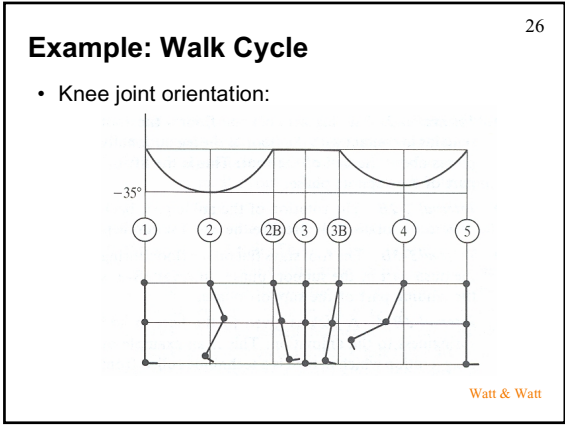 26
Example: Walk Cycle
• Knee joint orientation:
−35°
1 2 2B 3 3B 4 5
Watt & Watt